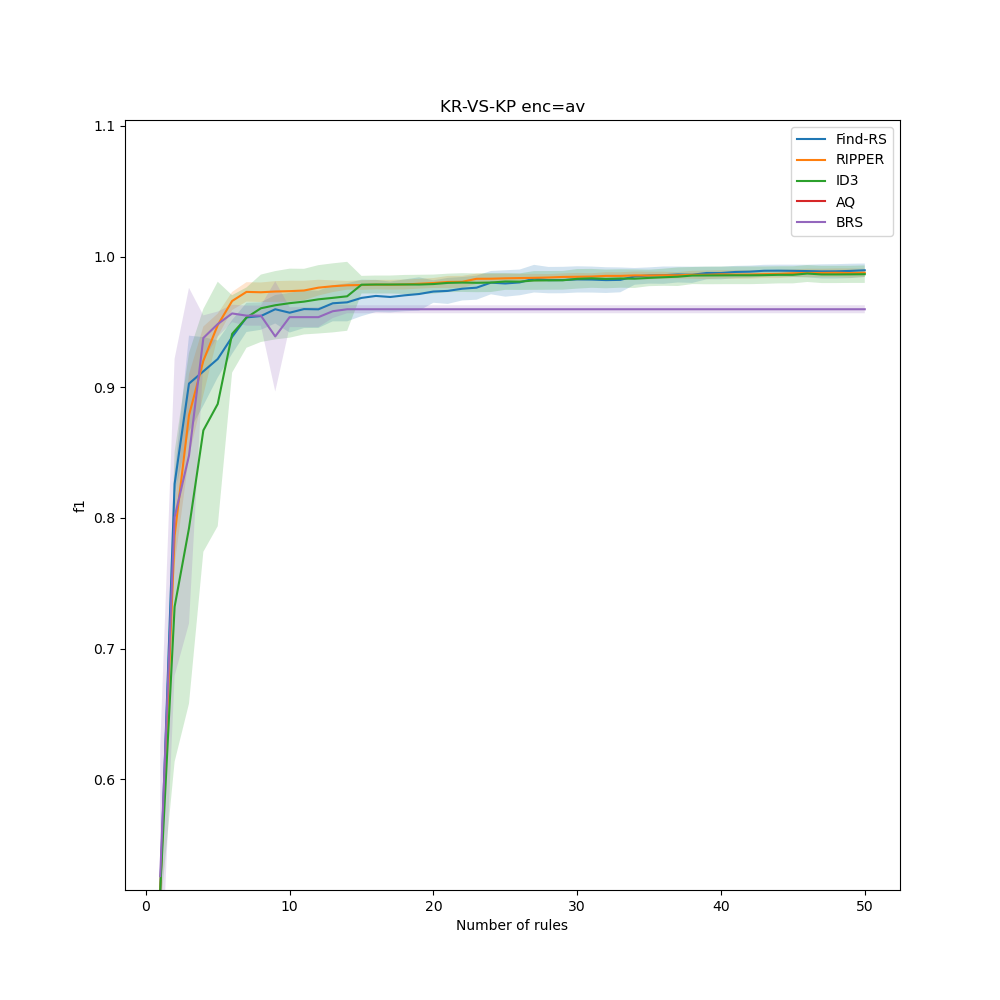 KR-VS-KP enc=av
1.1
1.0
0.9
0.8
0.7
0.6
f1
Find-RS
RIPPER
ID3
AQ
BRS
0 10 20 30 40 50
Number of rules